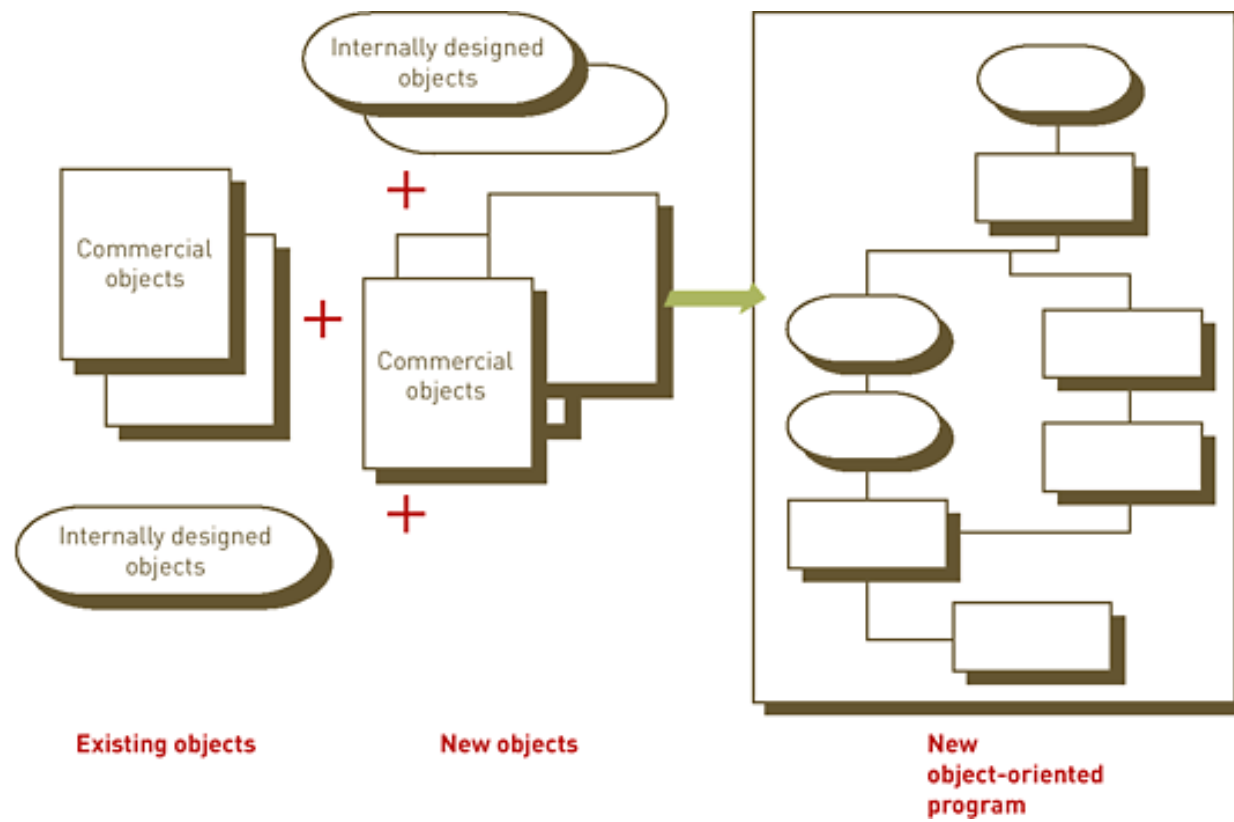 Internally designed
objects
+
Commercial
objects
+
Commercial
objects
+
Internally designed
objects
Existing objects
New objects
New
object-oriented
program